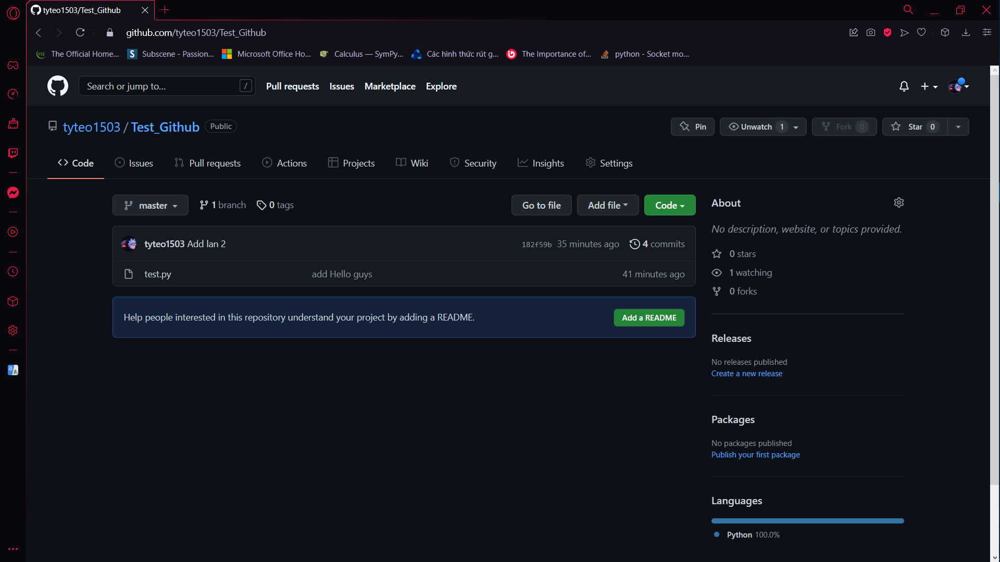 tyteo1503/Test_Github
github.com/tyteo1503/Test_Github
YTS The Official Home... S Subscene - Passion... Microsoft Office Ho... Calculus — SymPy... Các hình thức rút g... The Importance of... python - Socket mo...
Search or jump to... / Pull requests Issues Marketplace Explore
tyteo1503 / Test_Github Public Pin Unwatch 1 Fork 0 Star 0
Code Issues Pull requests Actions Projects Wiki Security Insights Settings
master 1 branch 0 tags Go to file Add file Code
tyteo1503 Add lan 2 182f59b 35 minutes ago 4 commits
test.py add Hello guys 41 minutes ago
Help people interested in this repository understand your project by adding a README. Add a README
About
No description, website, or topics provided.
0 stars
1 watching
0 forks
Releases
No releases published
Create a new release
Packages
No packages published
Publish your first package
Languages
Python 100.0%